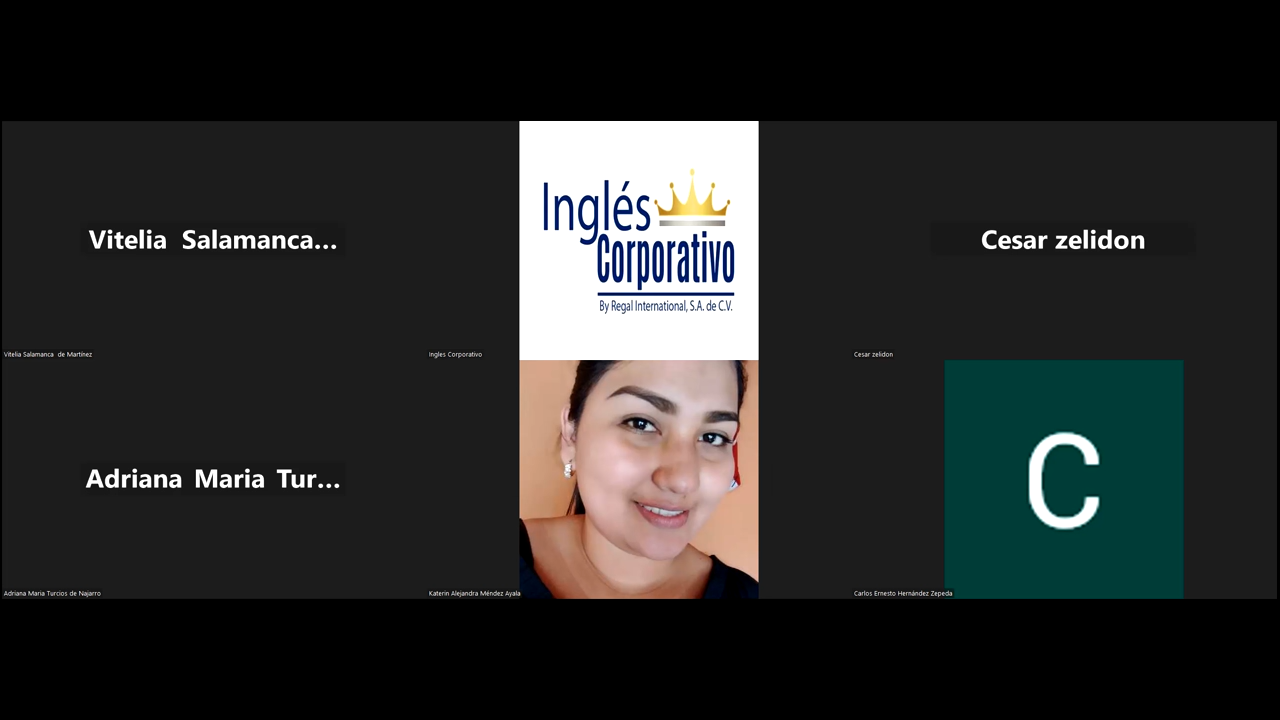 Vitelia Salamanca...
Inglés
Corporativo
By Regal International, S.A. de C.V.
Cesar zelidon
Vitelia Salamanca de Martínez
Ingles Corporativo
Cesar zelidon
Adriana Maria Tur...
C
Adriana Maria Turcios de Najarro
Katerin Alejandra Méndez Ayala
Carlos Ernesto Hernández Zepeda